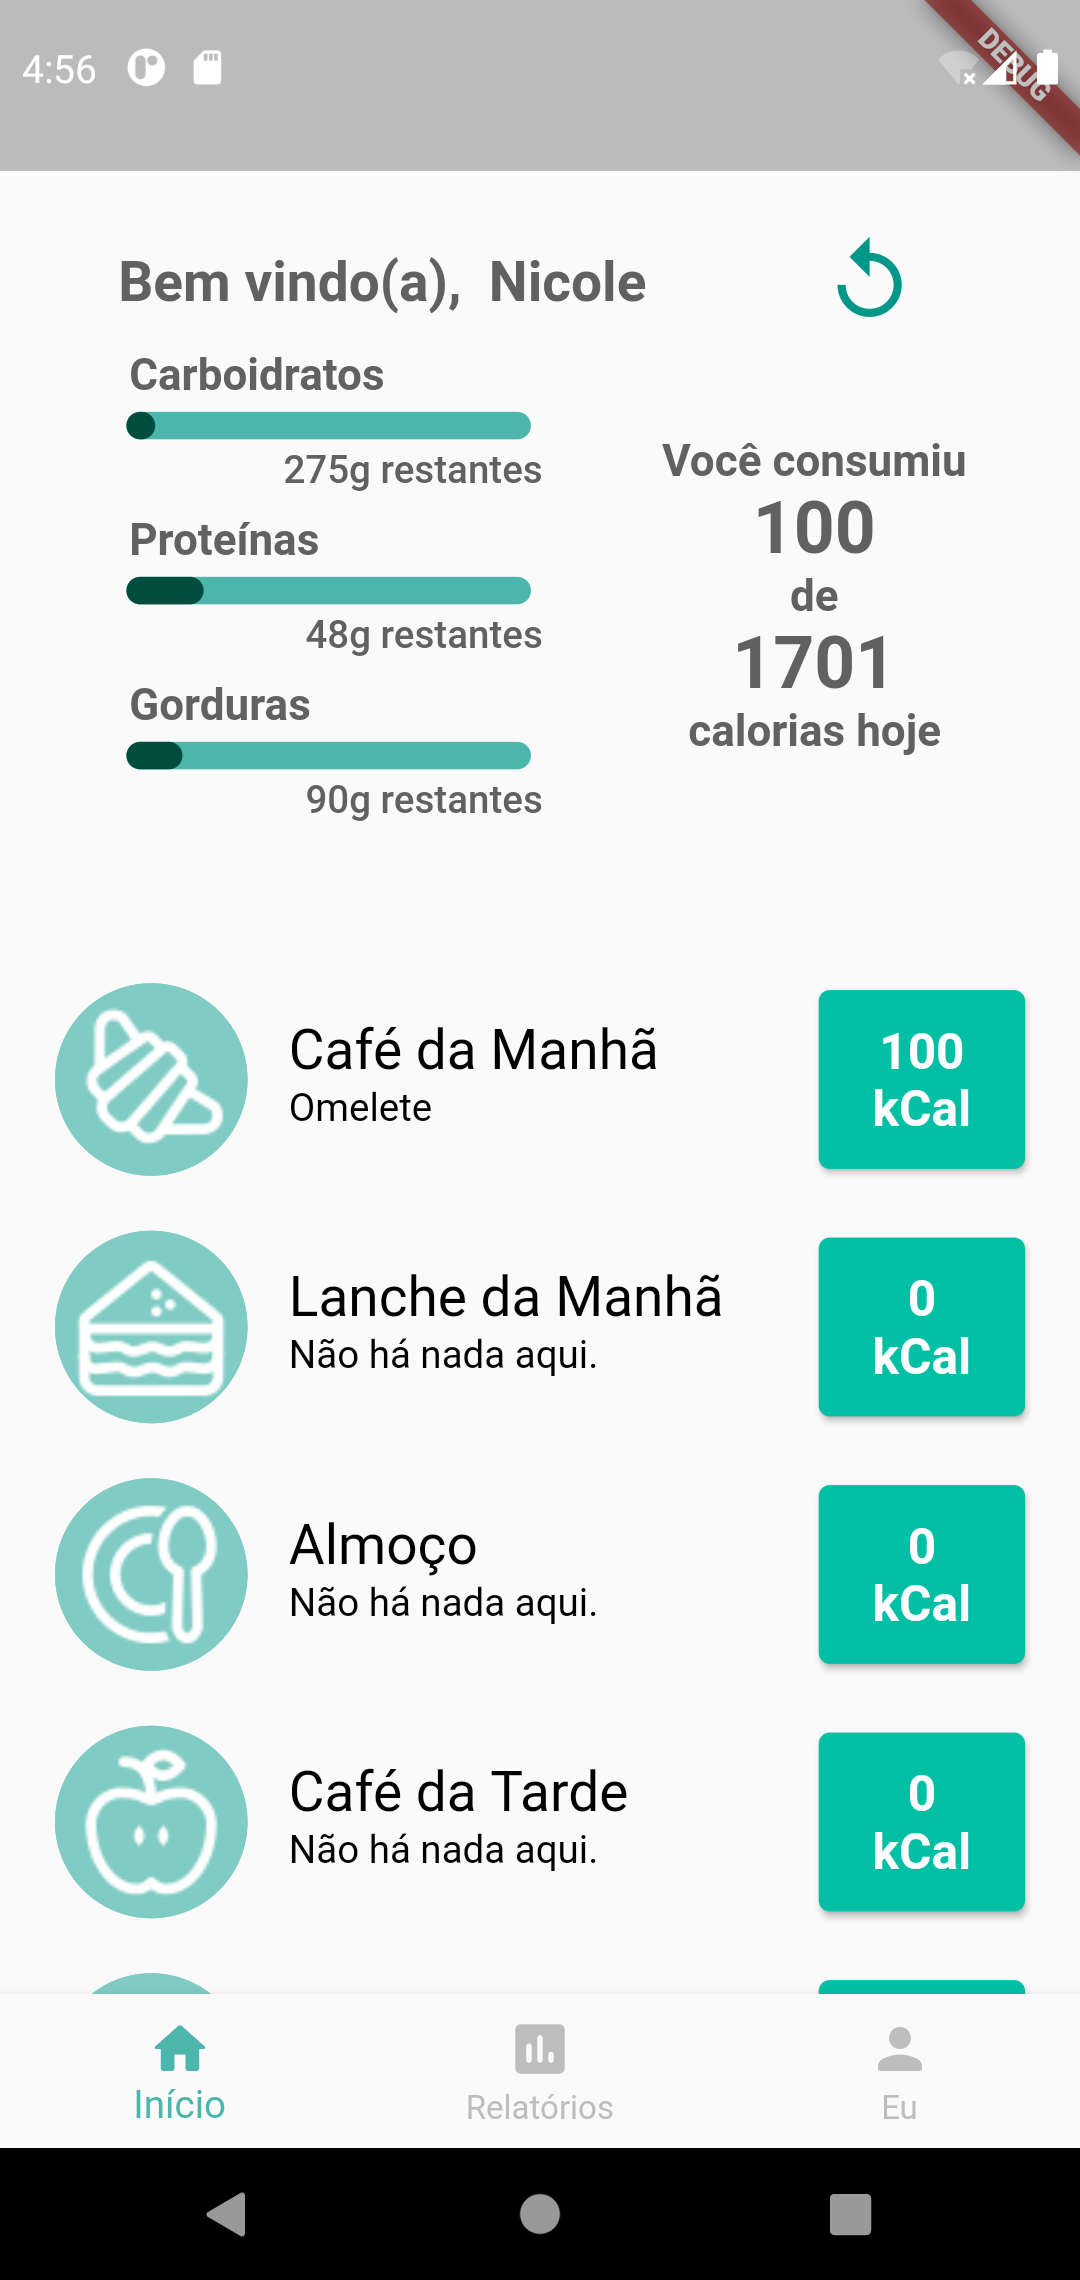 4:56
DEBUG
Bem vindo(a),  Nicole
Carboidratos
275g restantes
Proteínas
48g restantes
Gorduras
90g restantes
Você consumiu
100
de
1701
calorias hoje
Café da Manhã
Omelete
100
kCal
Lanche da Manhã
Não há nada aqui.
0
kCal
Almoço
Não há nada aqui.
0
kCal
Café da Tarde
Não há nada aqui.
0
kCal
Início
Relatórios
Eu